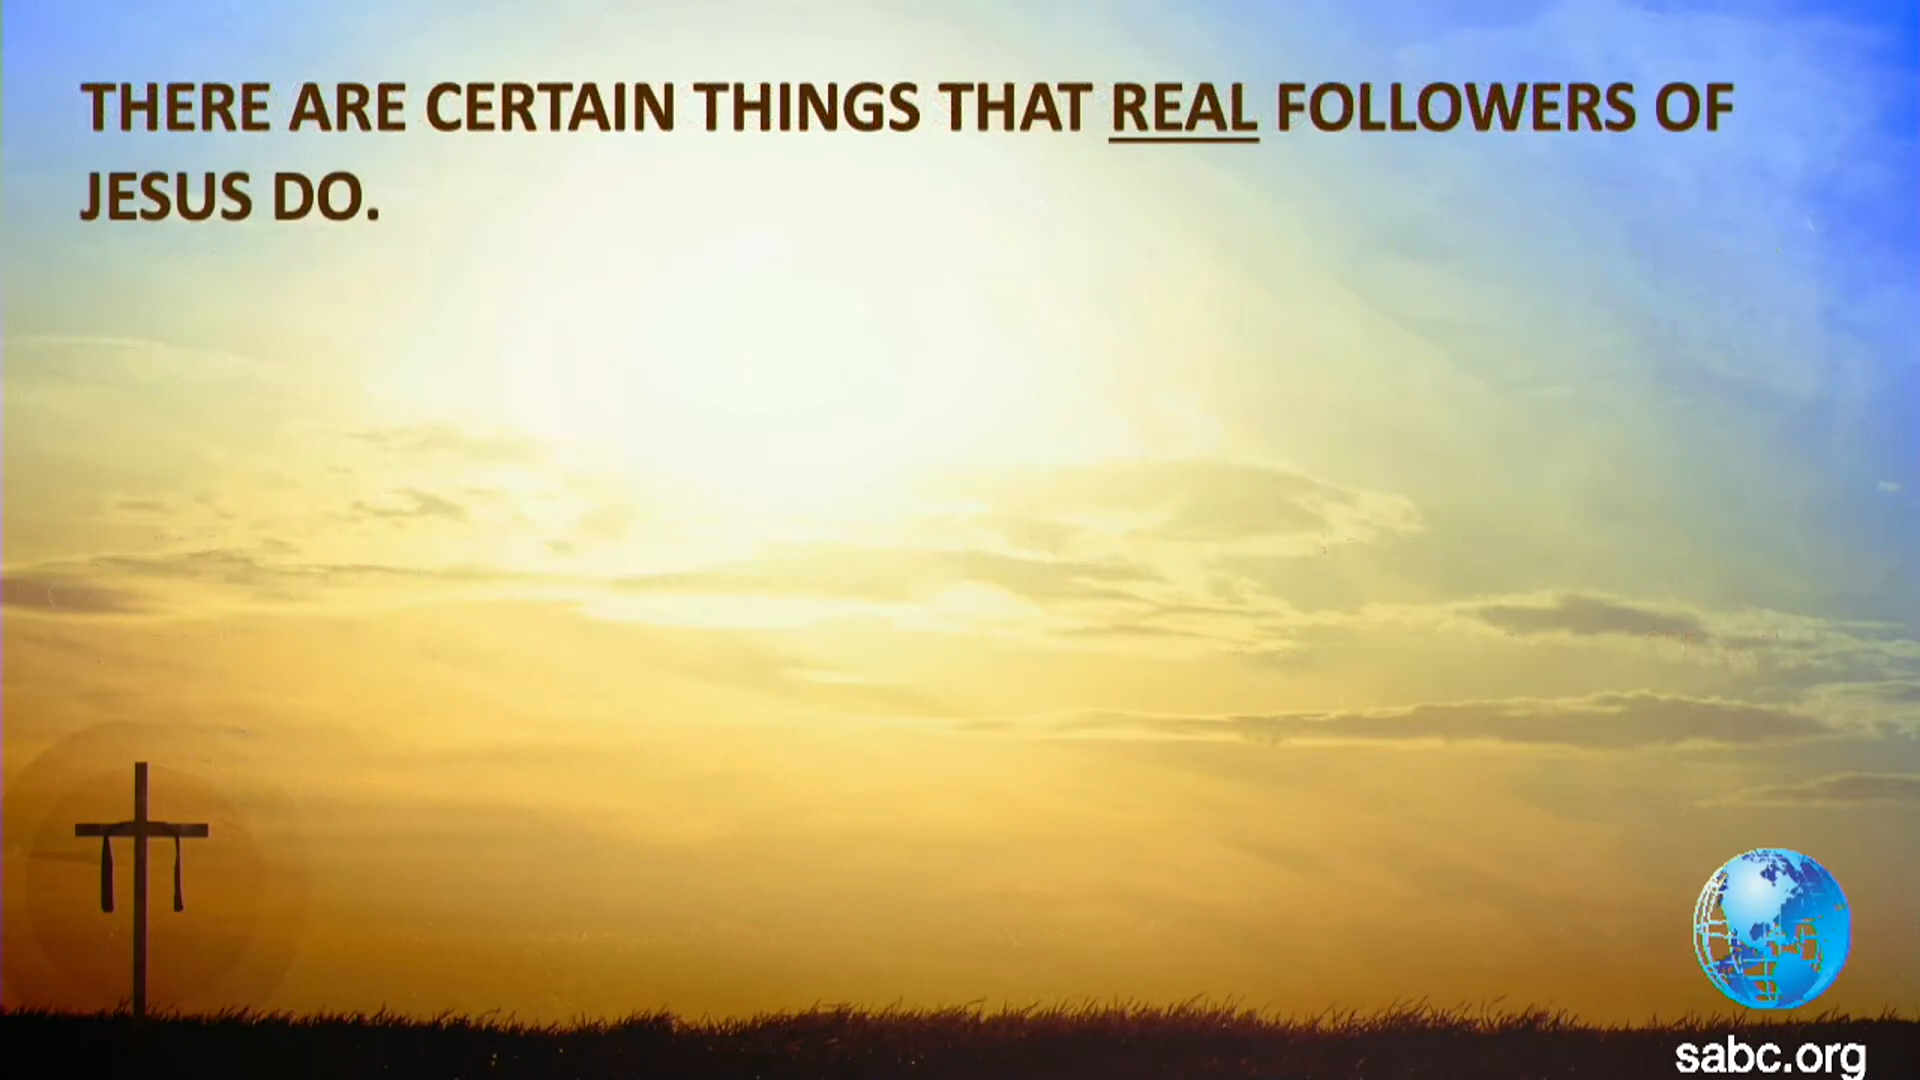 THERE ARE CERTAIN THINGS THAT REAL FOLLOWERS OF
JESUS DO.
sabc.org